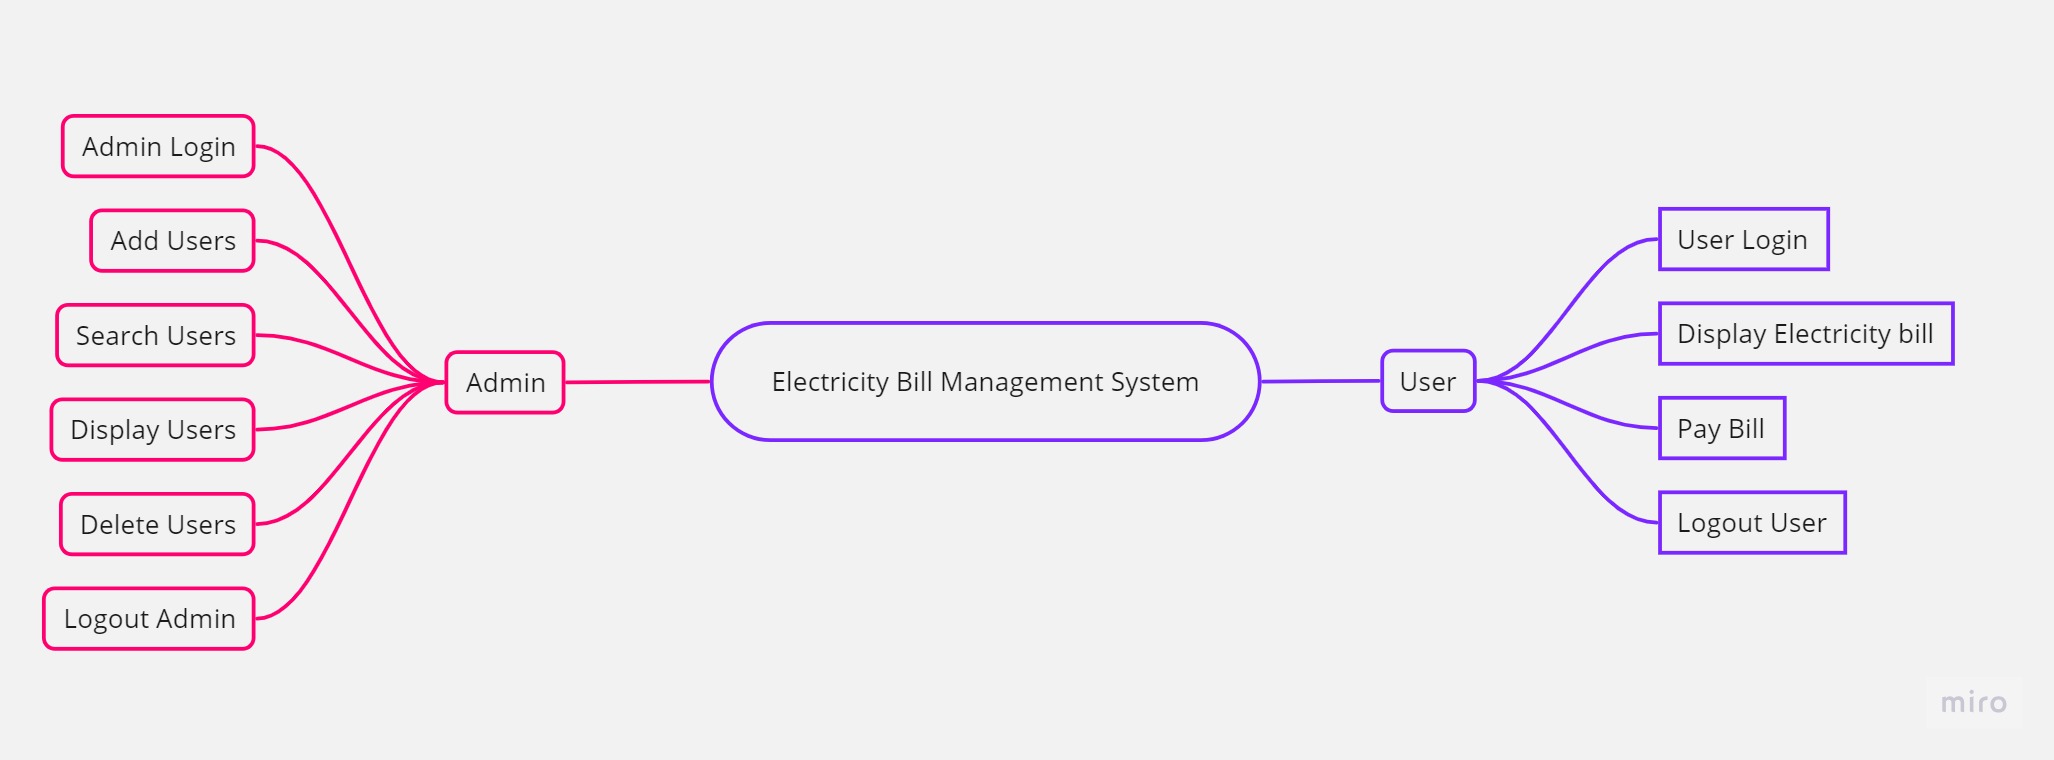 Admin Login
Add Users
Search Users
Display Users
Delete Users
Logout Admin
Admin
Electricity Bill Management System
User
User Login
Display Electricity bill
Pay Bill
Logout User
miro